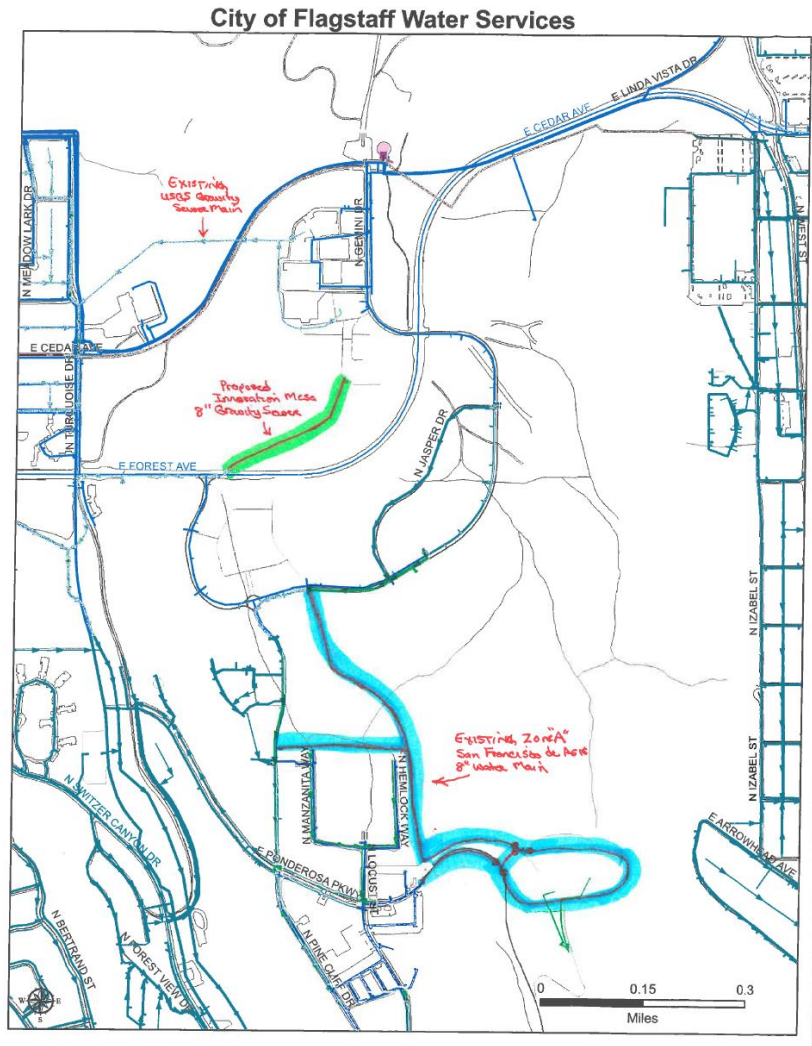 City of Flagstaff Water Services
E LINDA VISTA DR
E CEDAR AVE
Existing
USGS Gravity
Sewer Main
N MEADOW LARK DR
N GEMINI DR
N WEST ST
E CEDAR AVE
N TURQUOISE DR
Proposed
Innovation Mesa
8" Gravity Sewer
N JASPER DR
E FOREST AVE
N IZABEL ST
Existing Zone "A"
San Francisco de Asis
8" Water Main
N MANZANITA WAY
N HEMLOCK WAY
N IZABEL ST
N SWITZER CANYON DR
E PONDEROSA PKWY
LOCUST
E ARROWHEAD AVE
N BERTRAND ST
N FOREST VIEW DR
N PINE CLIFF DR
W E
S
0 0.15 0.3
Miles